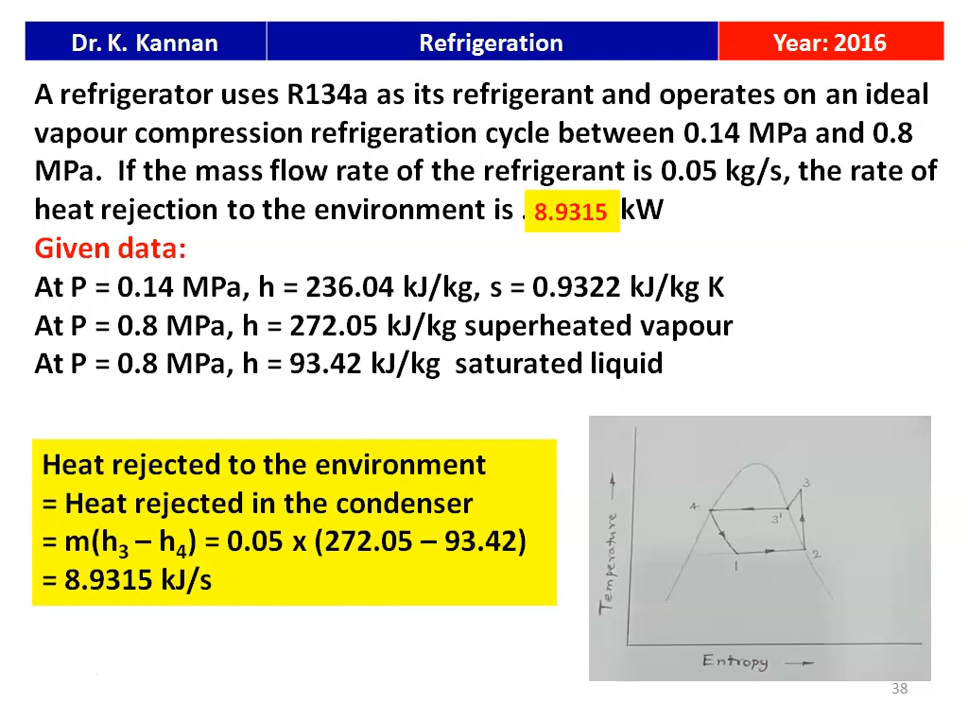 Dr. K. Kannan
Refrigeration
Year: 2016
A refrigerator uses R134a as its refrigerant and operates on an ideal
vapour compression refrigeration cycle between 0.14 MPa and 0.8
MPa. If the mass flow rate of the refrigerant is 0.05 kg/s, the rate of
heat rejection to the environment is . 8.9315 kW
Given data:
At P = 0.14 MPa, h = 236.04 kJ/kg, s = 0.9322 kJ/kg K
At P = 0.8 MPa, h = 272.05 kJ/kg superheated vapour
At P = 0.8 MPa, h = 93.42 kJ/kg saturated liquid
Heat rejected to the environment
= Heat rejected in the condenser
= m(h₃ – h₄) = 0.05 x (272.05 – 93.42)
= 8.9315 kJ/s
3
4
3'
2
1
Temperature
Entropy
38